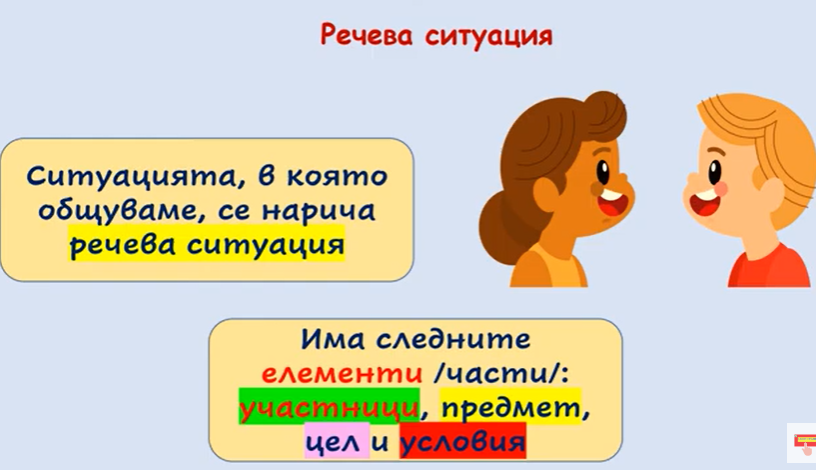 Речева ситуация
Ситуацията, в която
общуваме, се нарича
речева ситуация
Има следните
елементи /части/:
участници, предмет,
цел и условия